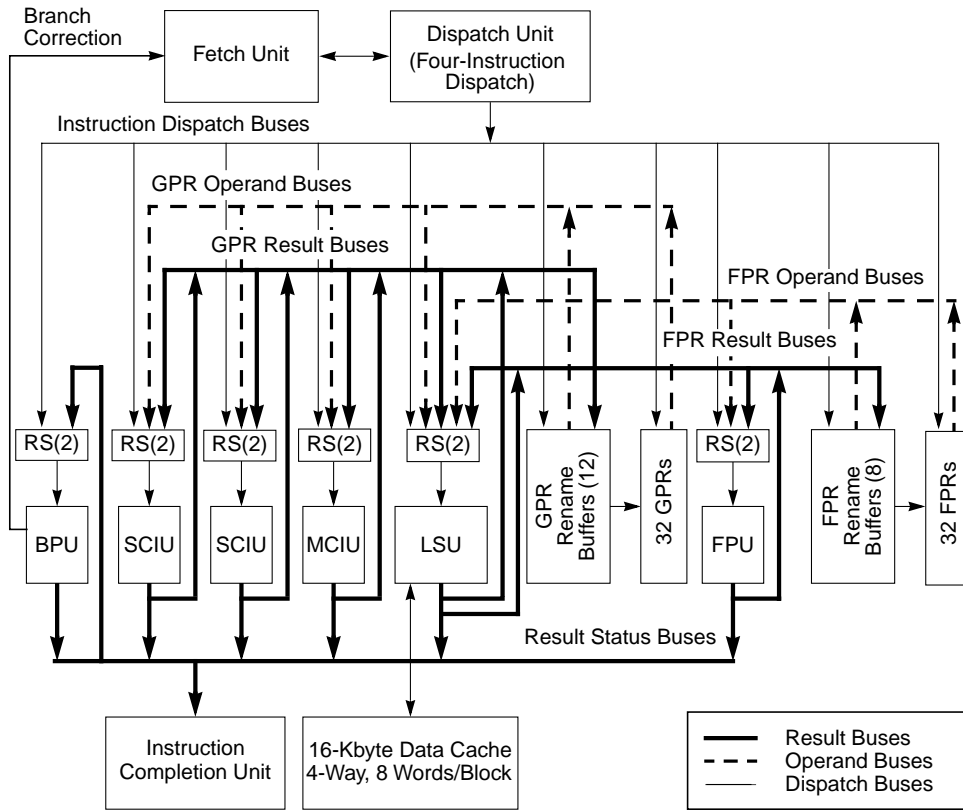 Branch
Correction
Fetch Unit
Dispatch Unit
(Four-Instruction
Dispatch)
Instruction Dispatch Buses
GPR Operand Buses
GPR Result Buses
FPR Operand Buses
FPR Result Buses
RS(2)
RS(2)
RS(2)
RS(2)
RS(2)
GPR
Rename
Buffers (12)
32 GPRs
RS(2)
FPR
Rename
Buffers (8)
32 FPRs
BPU
SCIU
SCIU
MCIU
LSU
FPU
Result Status Buses
Instruction
Completion Unit
16-Kbyte Data Cache
4-Way, 8 Words/Block
Result Buses
Operand Buses
Dispatch Buses